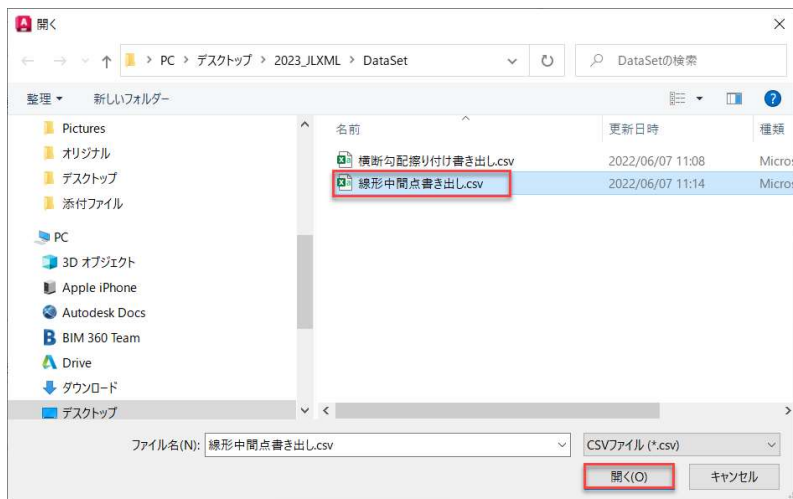 開く
PC > デスクトップ > 2023_JLXML > DataSet
DataSetの検索
整理 新しいフォルダー
名前 更新日時 種類
Pictures
オリジナル
デスクトップ
添付ファイル
PC
3D オブジェクト
Apple iPhone
Autodesk Docs
BIM 360 Team
Drive
ダウンロード
デスクトップ
横断勾配擦り付け書き出し.csv 2022/06/07 11:08 Micros
線形中間点書き出し.csv 2022/06/07 11:14 Micros
ファイル名(N): 線形中間点書き出し.csv CSVファイル (*.csv)
開く(O) キャンセル